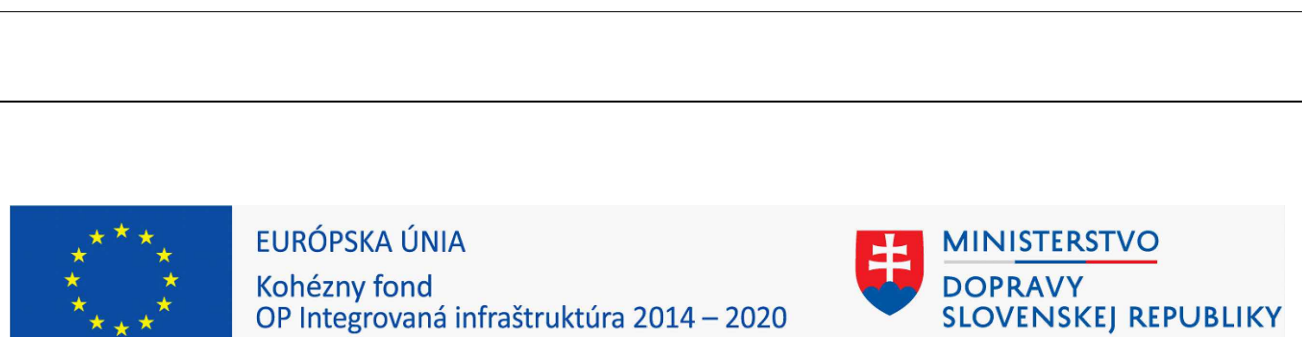 EURÓPSKA ÚNIA
Kohézny fond
OP Integrovaná infraštruktúra 2014 – 2020
MINISTERSTVO
DOPRAVY
SLOVENSKEJ REPUBLIKY